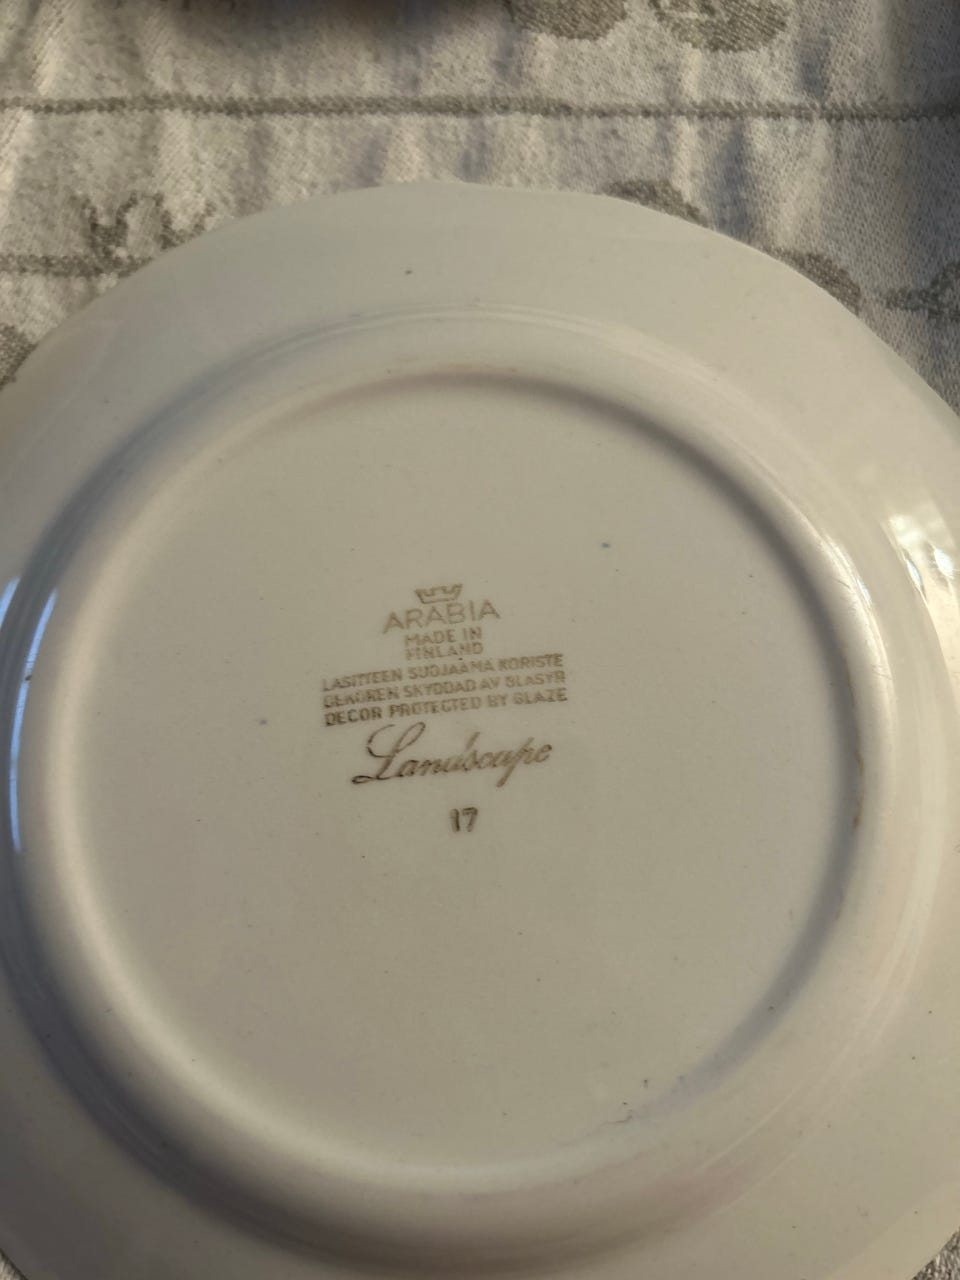 ARABIA
MADE IN
FINLAND
LASITTEEN SUOJAAMA KORISTE
DEKOREN SKYDDAD AV GLASYR
DECOR PROTECTED BY GLAZE
Landscape
17